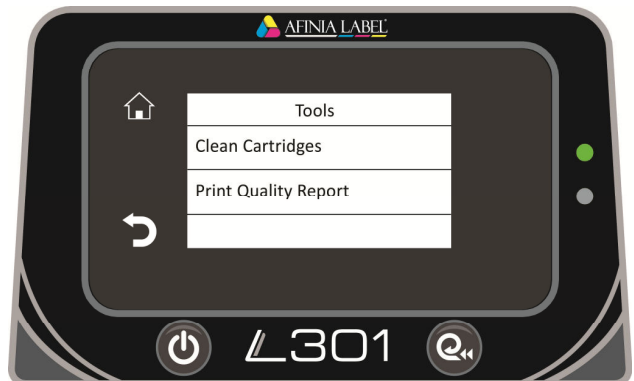 AFINIA LABEL
Tools
Clean Cartridges
Print Quality Report
L301